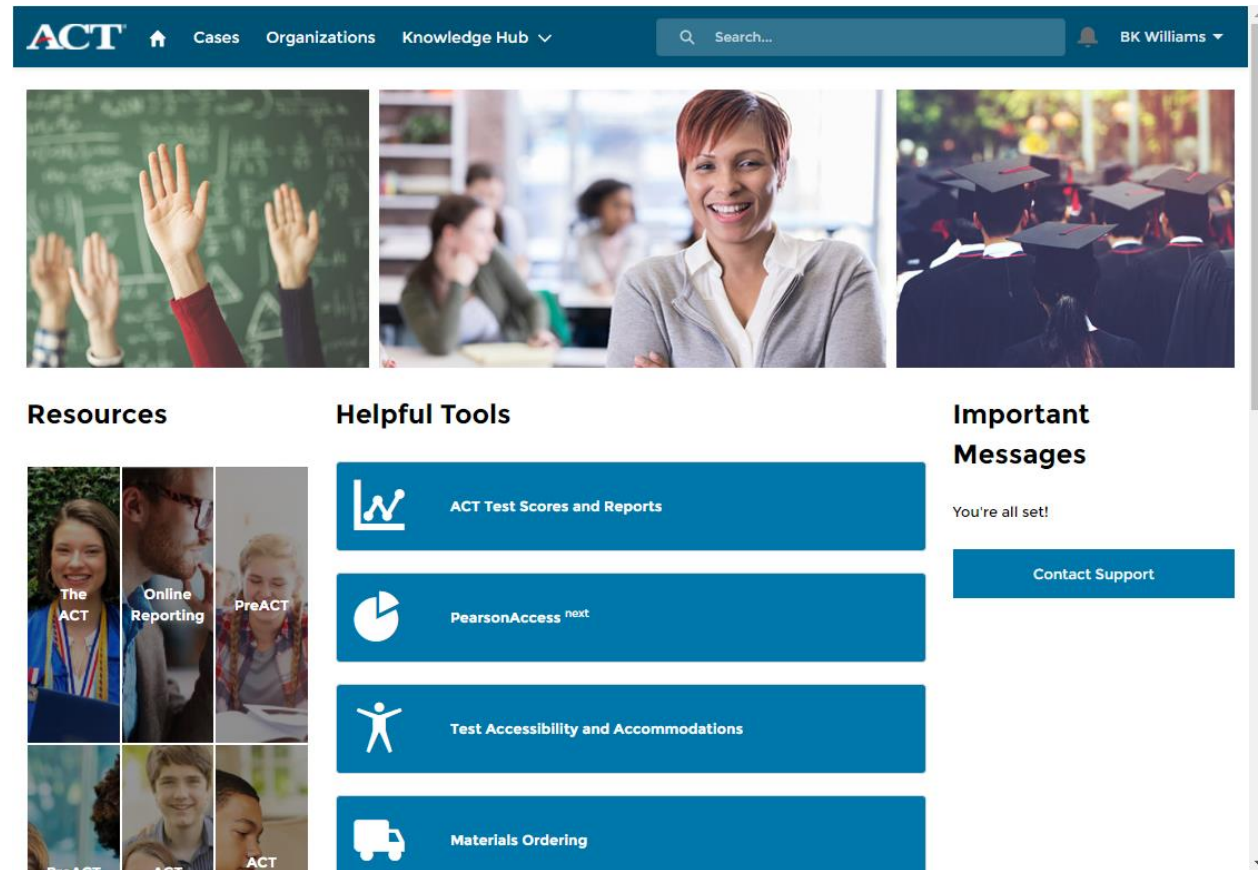 ACT
Cases
Organizations
Knowledge Hub
Search...
BK Williams
Resources
Helpful Tools
Important
Messages
The
ACT
Online
Reporting
PreACT
ACT Test Scores and Reports
PearsonAccess next
Test Accessibility and Accommodations
Materials Ordering
You're all set!
Contact Support
PreACT
ACT
ACT